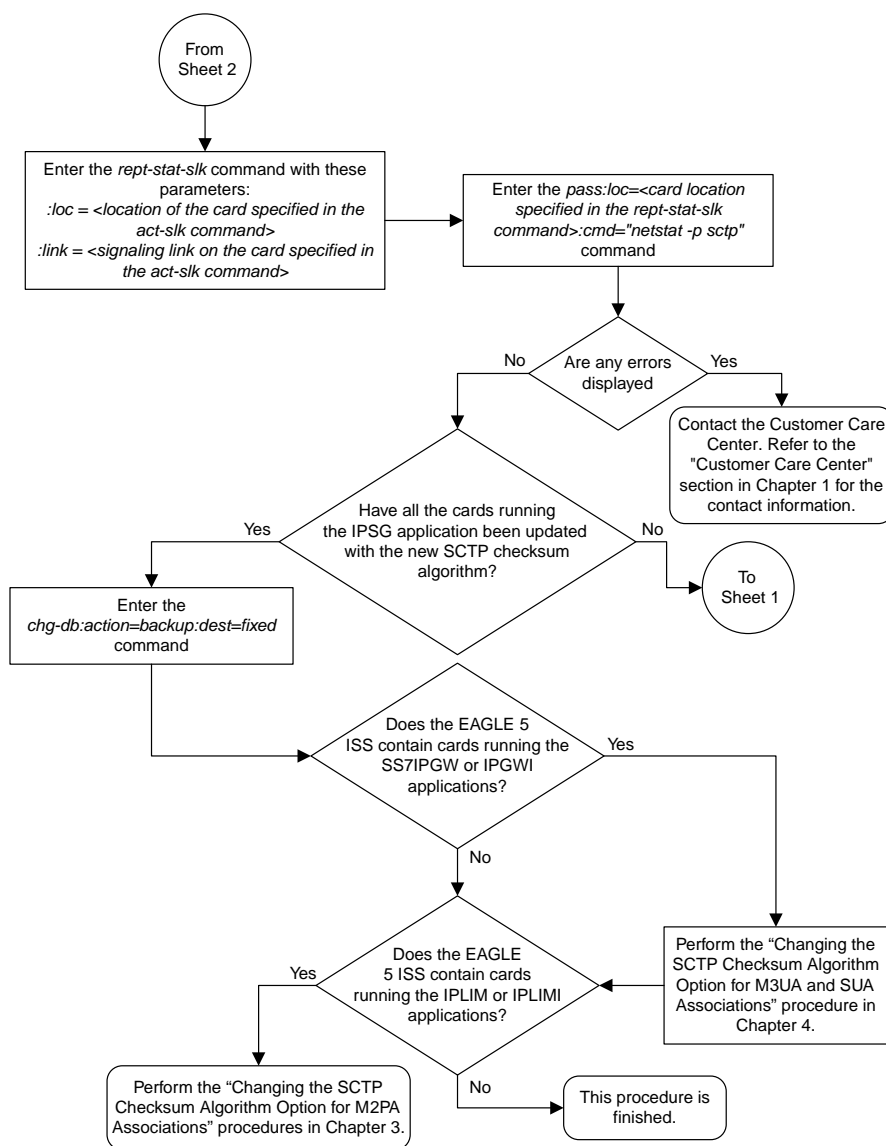 From
Sheet 2
Enter the rept-stat-slk command with these
parameters:
:loc = <location of the card specified in the
act-slk command>
:link = <signaling link on the card specified in
the act-slk command>
Enter the pass:loc=<card location
specified in the rept-stat-slk
command>:cmd="netstat -p sctp"
command
No
Are any errors
displayed
Yes
Contact the Customer Care
Center. Refer to the
"Customer Care Center"
section in Chapter 1 for the
contact information.
Yes
Have all the cards running
the IPSG application been updated
with the new SCTP checksum
algorithm?
No
To
Sheet 1
Enter the
chg-db:action=backup:dest=fixed
command
Does the EAGLE 5
ISS contain cards running the
SS7IPGW or IPGWI
applications?
Yes
No
Perform the “Changing the
SCTP Checksum Algorithm
Option for M3UA and SUA
Associations” procedure in
Chapter 4.
Yes
Does the EAGLE
5 ISS contain cards
running the IPLIM or IPLIMI
applications?
No
Perform the “Changing the SCTP
Checksum Algorithm Option for M2PA
Associations” procedures in Chapter 3.
This procedure is
finished.